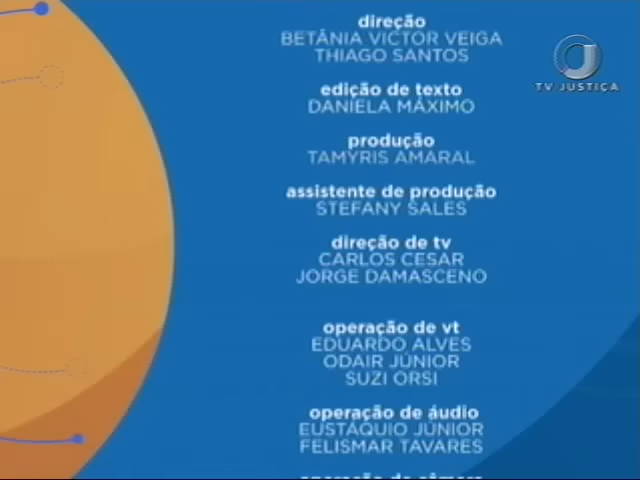 direção
BETÂNIA VICTOR VEIGA
THIAGO SANTOS
TV JUSTIÇA
edição de texto
DANIELA MÁXIMO
produção
TAMYRIS AMARAL
assistente de produção
STEFANY SALES
direção de tv
CARLOS CESAR
JORGE DAMASCENO
operação de vt
EDUARDO ALVES
ODAIR JÚNIOR
SUZI ORSI
operação de áudio
EUSTÁQUIO JÚNIOR
FELISMAR TAVARES